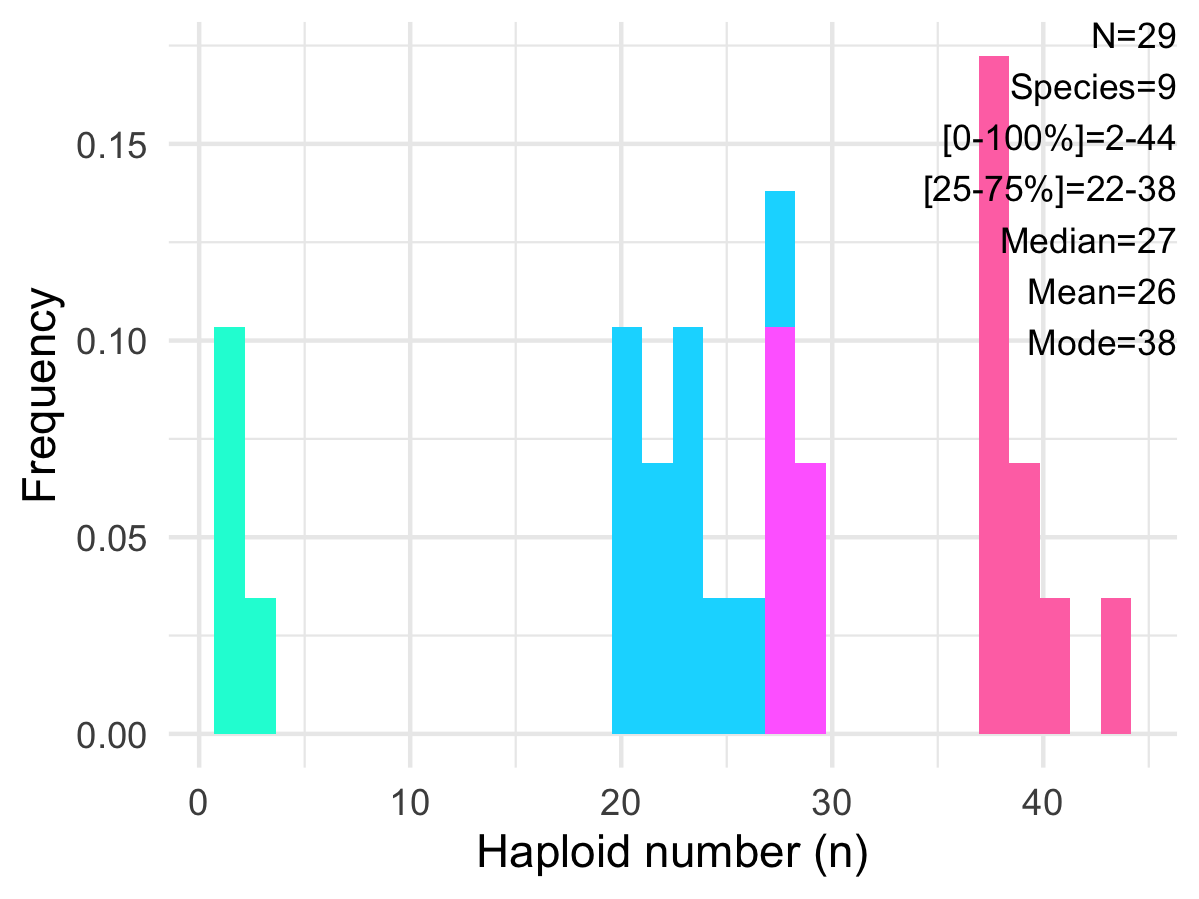 N=29
Species=9
[0-100%]=2-44
[25-75%]=22-38
Median=27
Mean=26
Mode=38
Frequency
0.15
0.10
0.05
0.00
0 10 20 30 40
Haploid number (n)